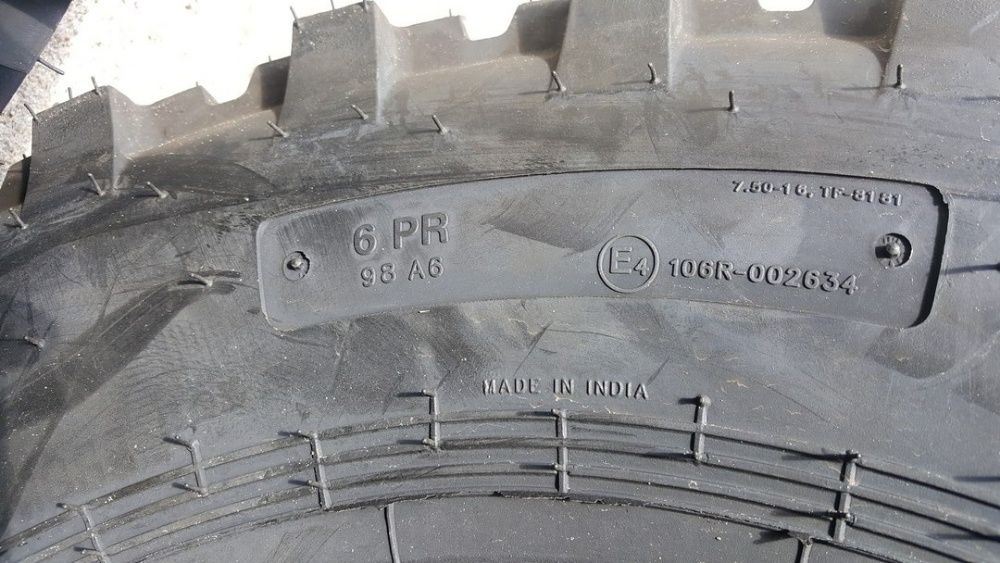 7.50-16, TF-8181
6 PR
98 A6
E4 106R-002634
MADE IN INDIA